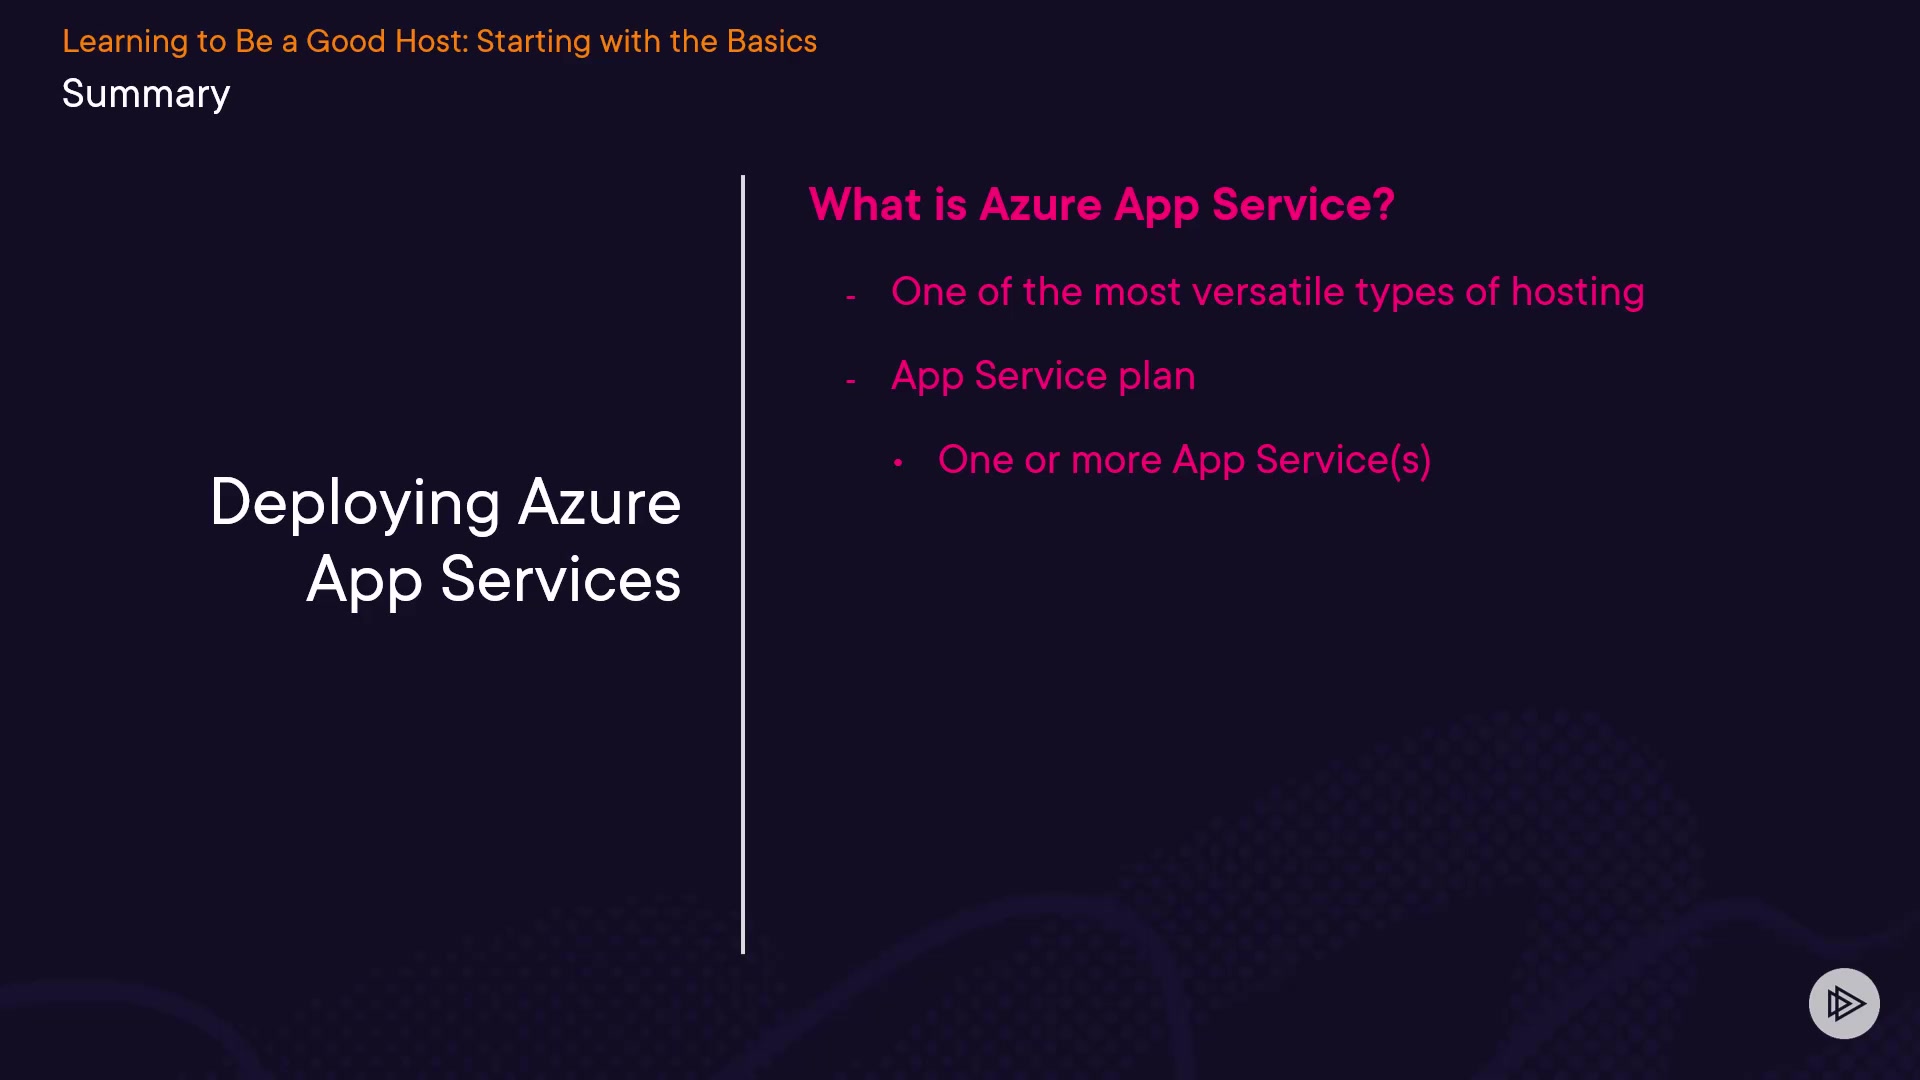 Learning to Be a Good Host: Starting with the Basics
Summary
Deploying Azure
App Services
What is Azure App Service?
- One of the most versatile types of hosting
- App Service plan
• One or more App Service(s)